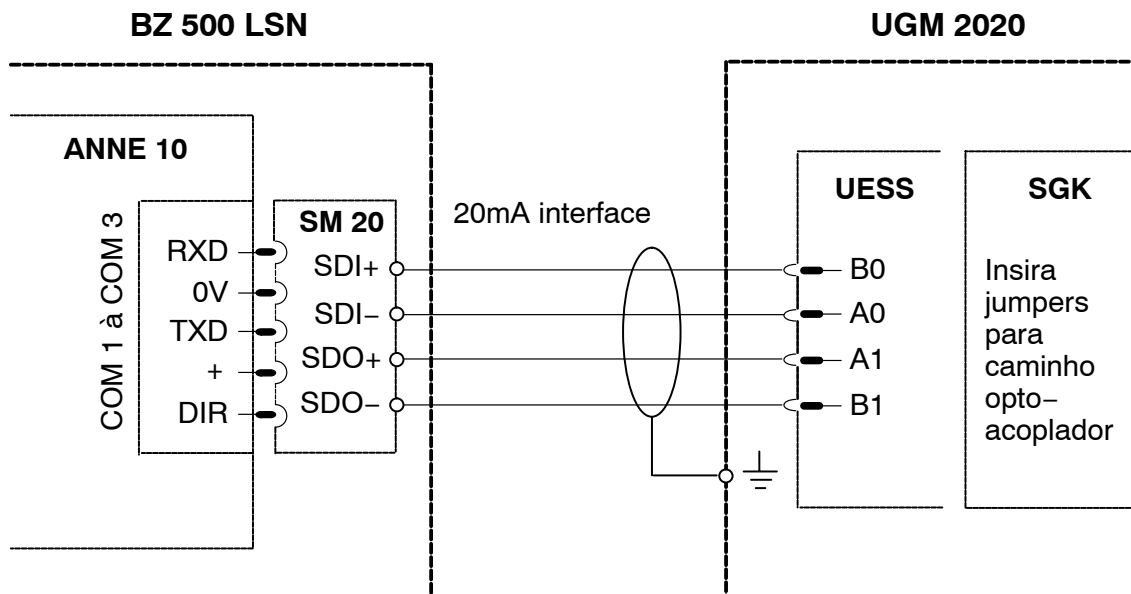 BZ 500 LSN
UGM 2020
ANNE 10
COM 1 à COM 3
RXD
0V
TXD
+
DIR
SM 20
SDI+
SDI−
SDO+
SDO−
20mA interface
UESS
B0
A0
A1
B1
SGK
Insira
jumpers
para
caminho
opto−
acoplador